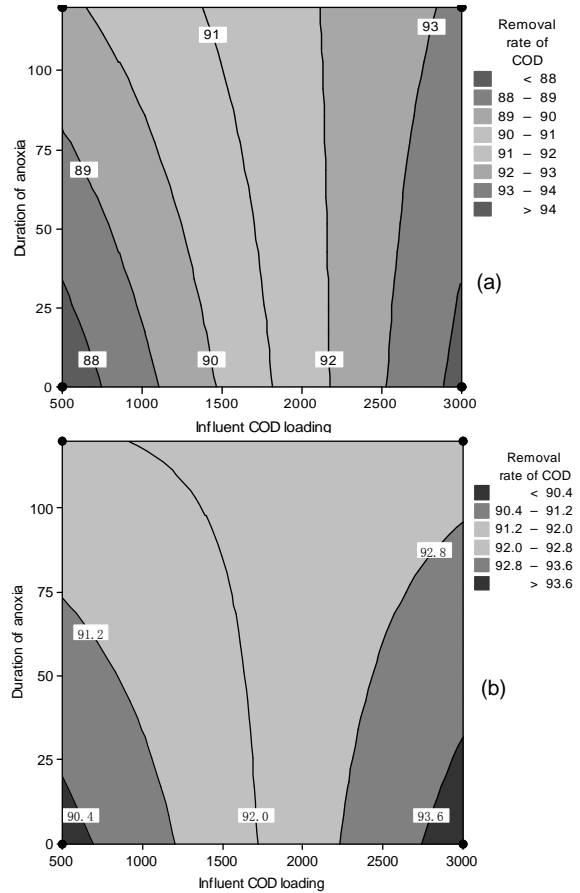 93
91
100
75
50
25
0
89
88
90
92
500
1000
1500
2000
2500
3000
Duration of anoxia
Influent COD loading
Removal
rate of
COD
< 88
88 – 89
89 – 90
90 – 91
91 – 92
92 – 93
93 – 94
> 94
(a)
100
75
50
25
0
92.8
91.2
90.4
92.0
93.6
500
1000
1500
2000
2500
3000
Duration of anoxia
Influent COD loading
Removal
rate of COD
< 90.4
90.4 – 91.2
91.2 – 92.0
92.0 – 92.8
92.8 – 93.6
> 93.6
(b)